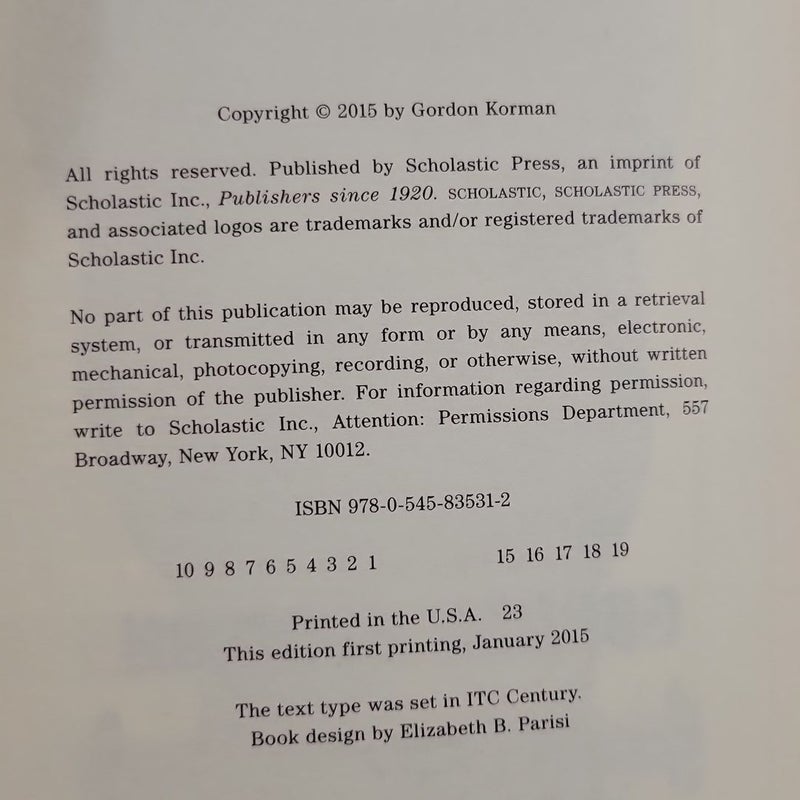 Copyright © 2015 by Gordon Korman
All rights reserved. Published by Scholastic Press, an imprint of
Scholastic Inc., Publishers since 1920. SCHOLASTIC, SCHOLASTIC PRESS,
and associated logos are trademarks and/or registered trademarks of
Scholastic Inc.
No part of this publication may be reproduced, stored in a retrieval
system, or transmitted in any form or by any means, electronic,
mechanical, photocopying, recording, or otherwise, without written
permission of the publisher. For information regarding permission,
write to Scholastic Inc., Attention: Permissions Department, 557
Broadway, New York, NY 10012.
ISBN 978-0-545-83531-2
10 9 8 7 6 5 4 3 2 1 15 16 17 18 19
Printed in the U.S.A. 23
This edition first printing, January 2015
The text type was set in ITC Century.
Book design by Elizabeth B. Parisi